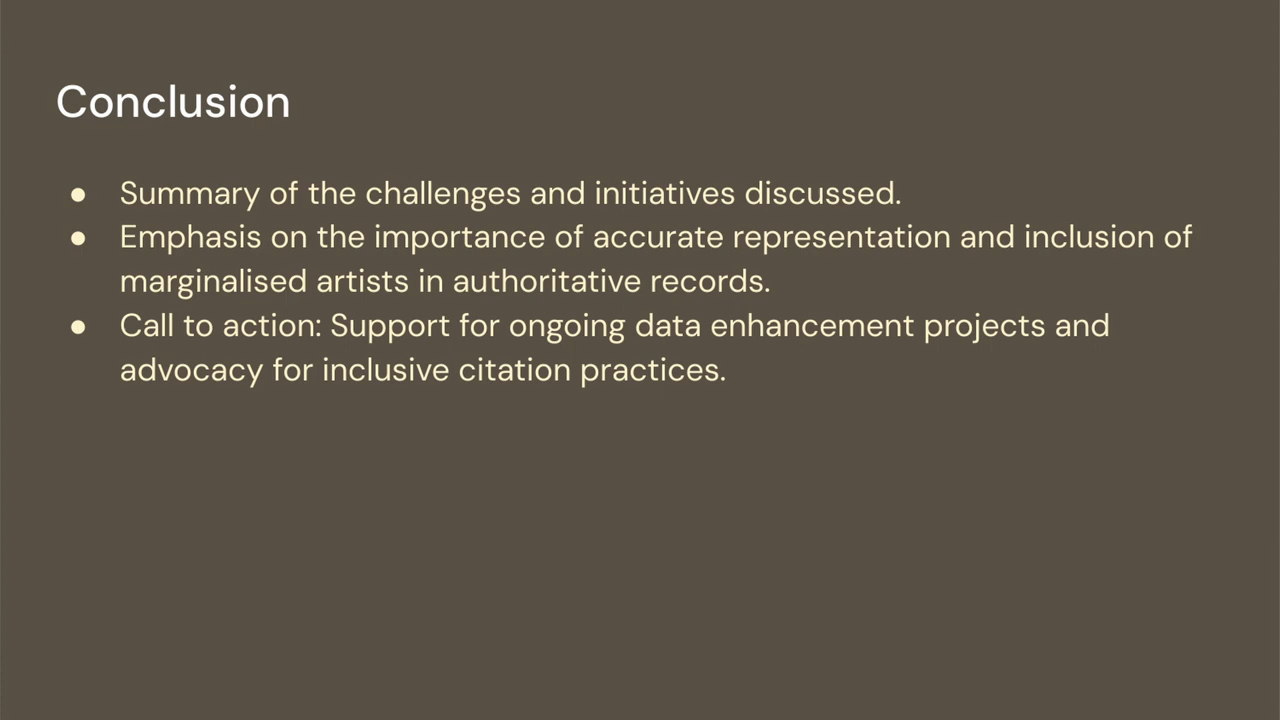 Conclusion
● Summary of the challenges and initiatives discussed.
● Emphasis on the importance of accurate representation and inclusion of
marginalised artists in authoritative records.
● Call to action: Support for ongoing data enhancement projects and
advocacy for inclusive citation practices.